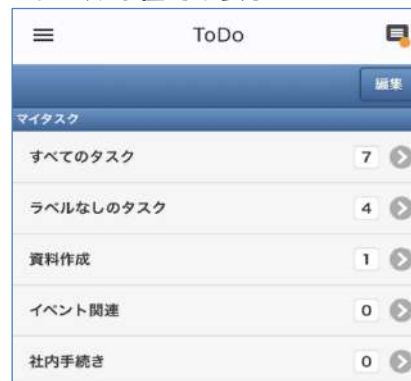 ToDo
編集
マイタスク
すべてのタスク 7
ラベルなしのタスク 4
資料作成 1
イベント関連 0
社内手続き 0